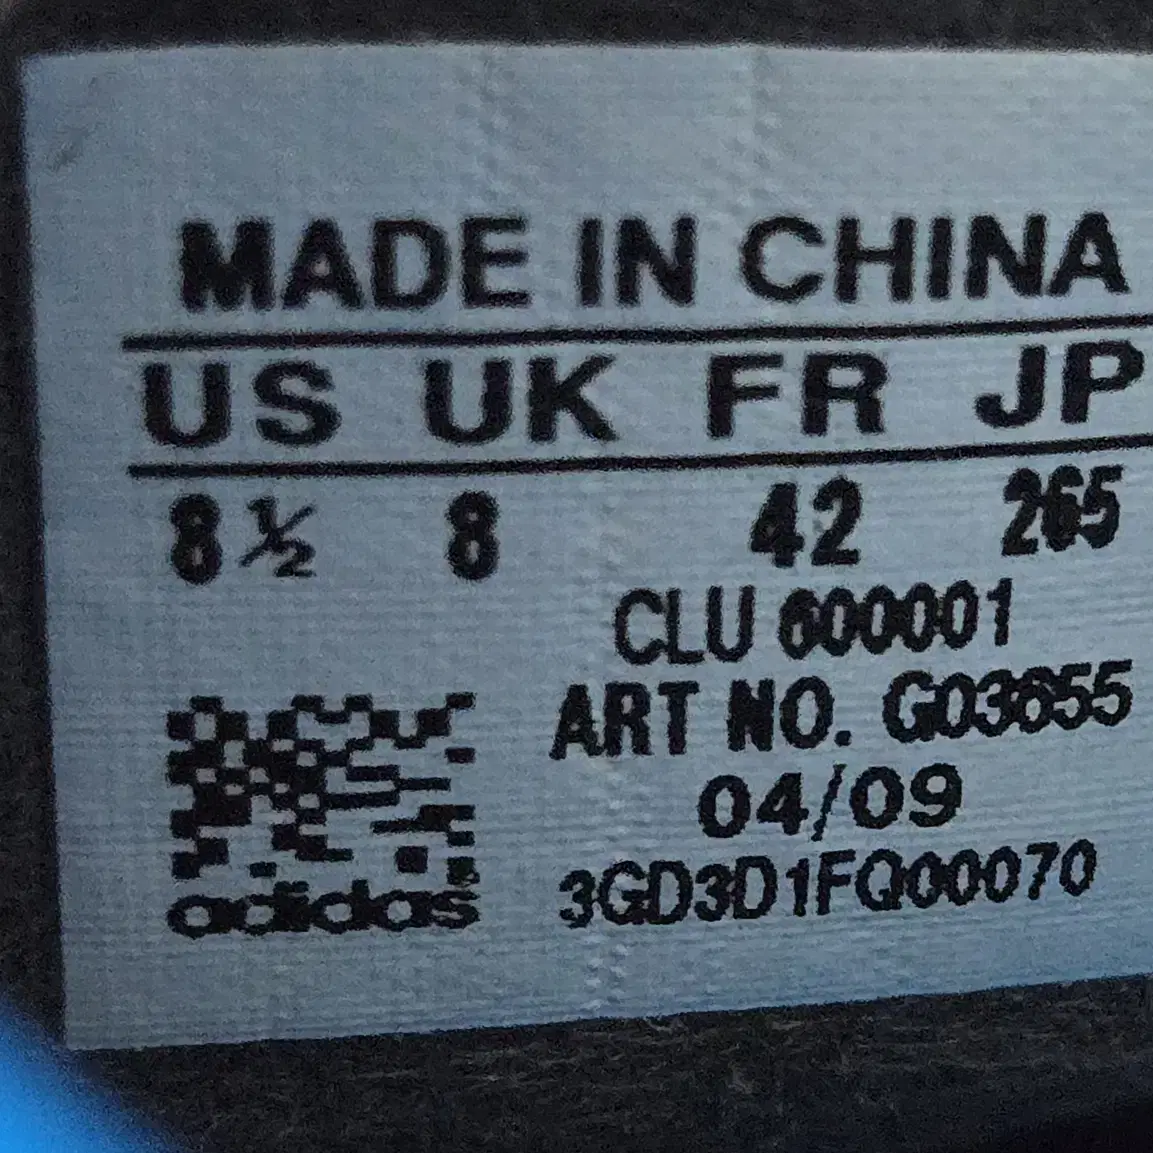 MADE IN CHINA
US UK FR JP
8 ½ 8 42 265
CLU 600001
ART NO. G03655
04/09
3GD3D1FQ00070
adidas